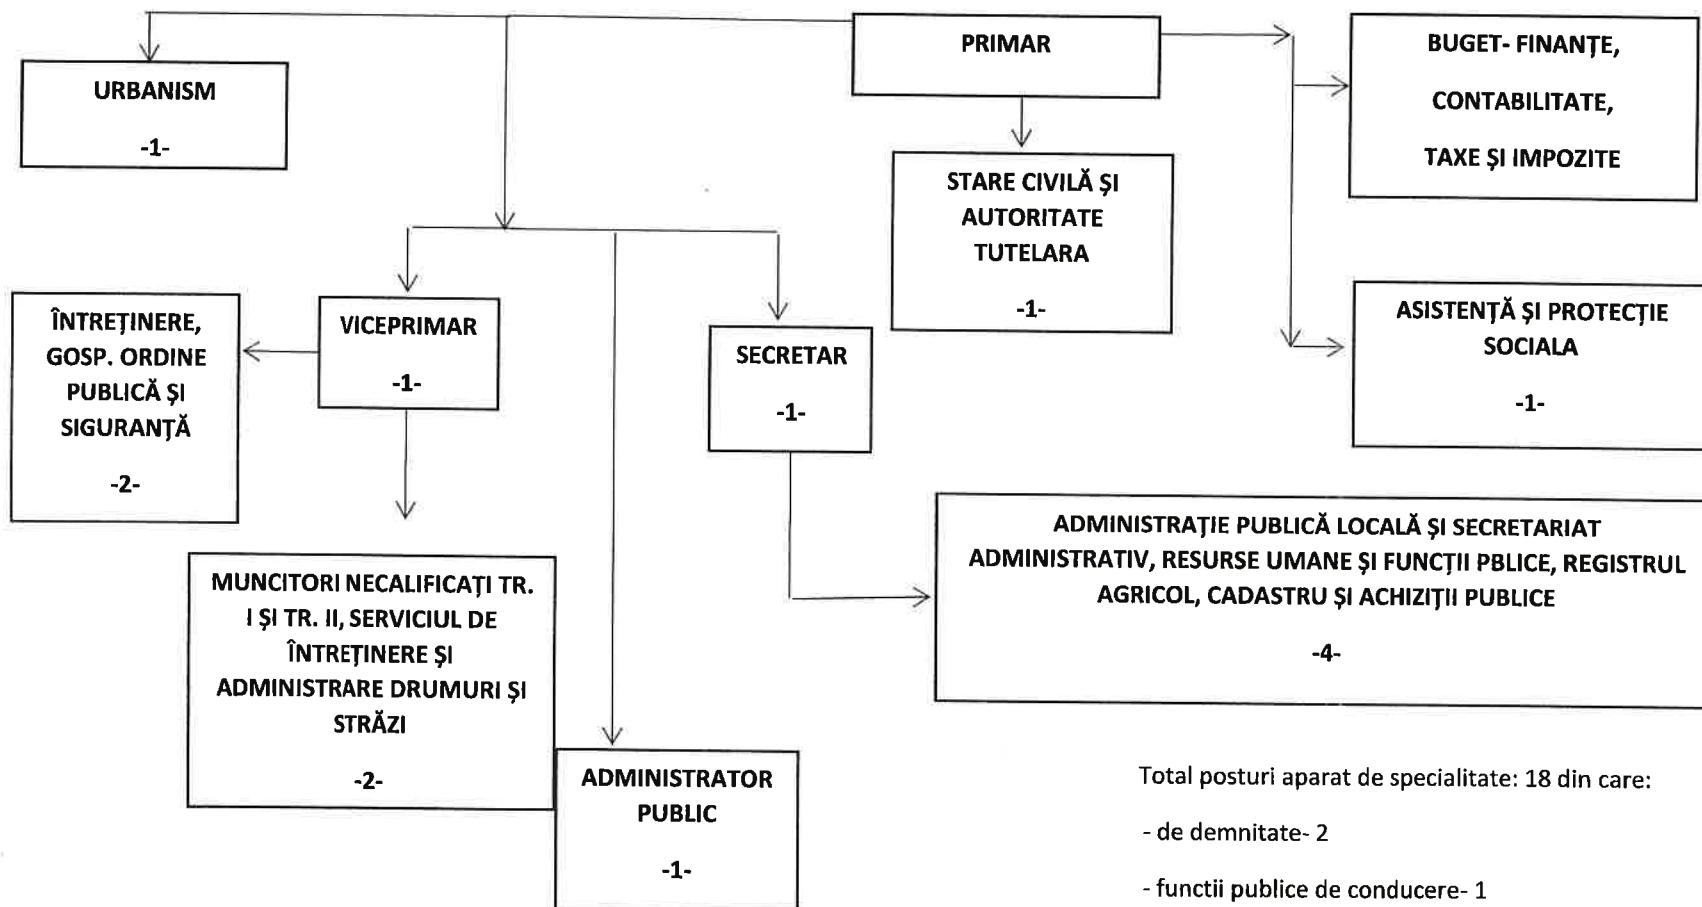 PRIMAR
BUGET- FINANȚE,
CONTABILITATE,
TAXE ȘI IMPOZITE
URBANISM
-1-
STARE CIVILĂ ȘI
AUTORITATE
TUTELARA
-1-
ÎNTREȚINERE,
GOSP. ORDINE
PUBLICĂ ȘI
SIGURANȚĂ
-2-
VICEPRIMAR
-1-
SECRETAR
-1-
ASISTENȚĂ ȘI PROTECȚIE
SOCIALA
-1-
ADMINISTRAȚIE PUBLICĂ LOCALĂ ȘI SECRETARIAT
ADMINISTRATIV, RESURSE UMANE ȘI FUNCȚII PBLICE, REGISTRUL
AGRICOL, CADASTRU ȘI ACHIZIȚII PUBLICE
-4-
MUNCITORI NECALIFICAȚI TR.
I ȘI TR. II, SERVICIUL DE
ÎNTREȚINERE ȘI
ADMINISTRARE DRUMURI ȘI
STRĂZI
-2-
ADMINISTRATOR
PUBLIC
-1-
Total posturi aparat de specialitate: 18 din care:
- de demnitate- 2
- functii publice de conducere- 1